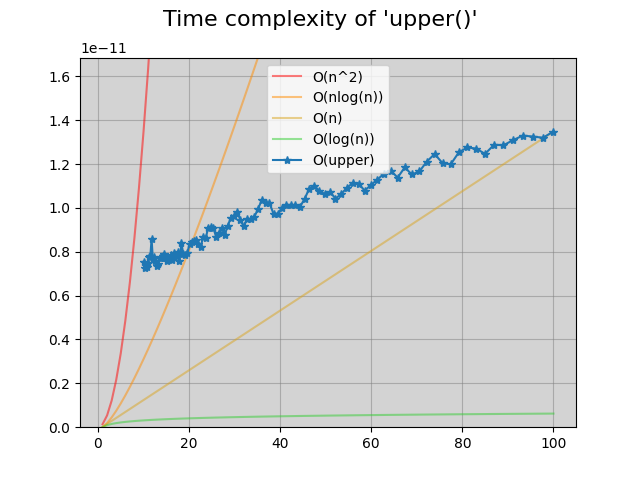 Time complexity of 'upper()'
1e−11
1.6
1.4
1.2
1.0
0.8
0.6
0.4
0.2
0.0
0
20
40
60
80
100
O(n^2)
O(nlog(n))
O(n)
O(log(n))
O(upper)